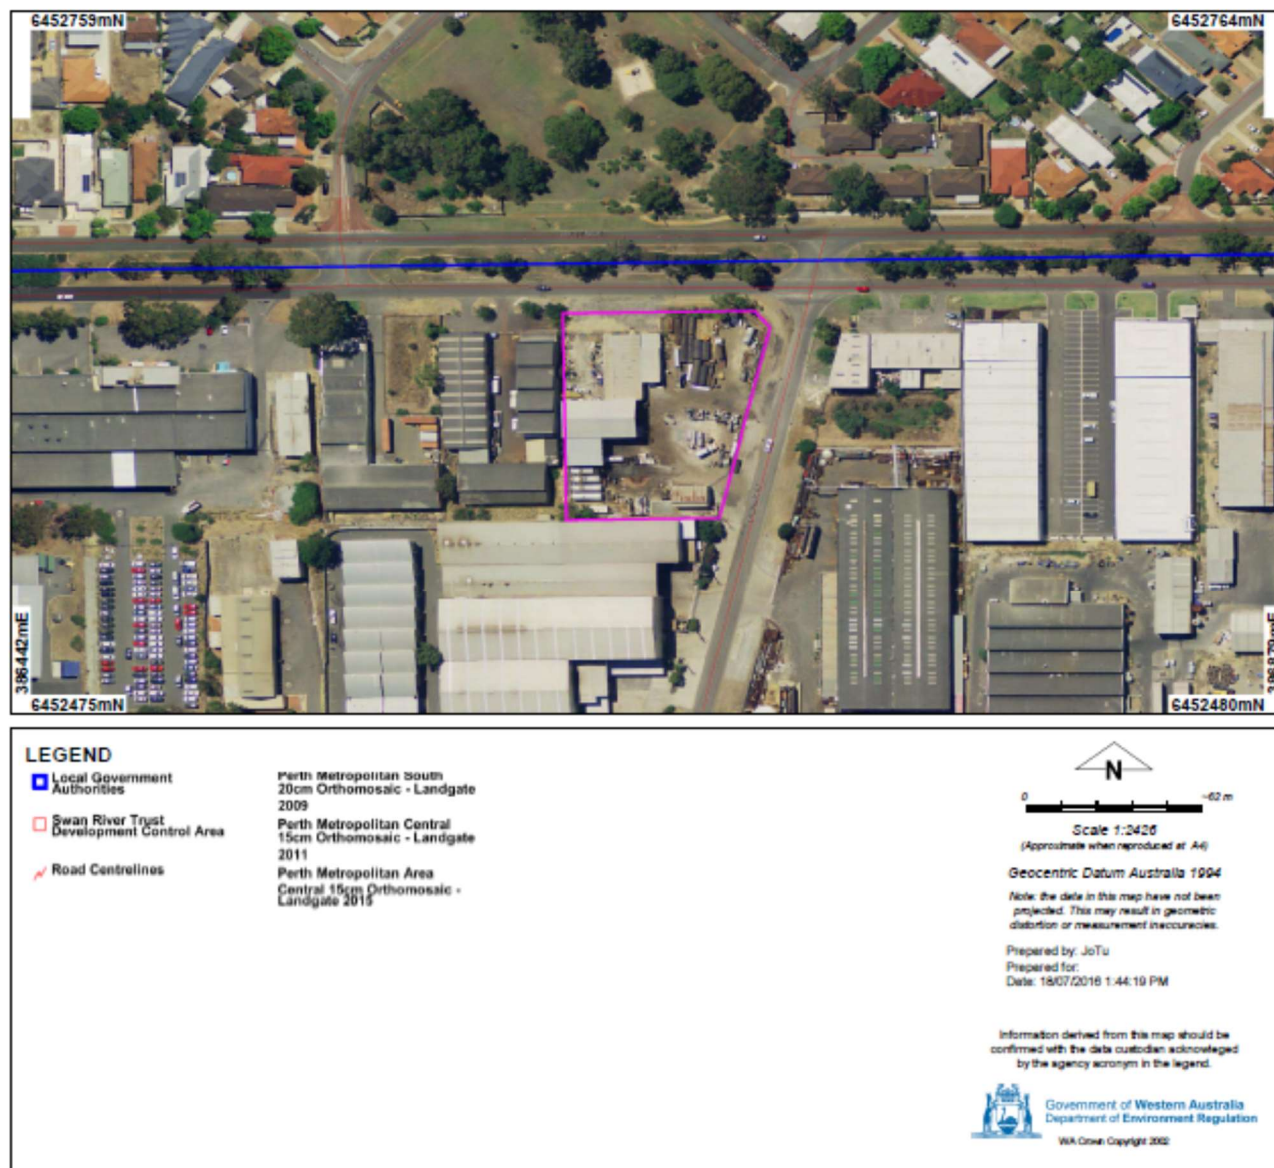 6452759mN
6452764mN
386442mE
6452475mN
6452480mN
LEGEND
Local Government
Authorities
Swan River Trust
Development Control Area
Road Centrelines
Perth Metropolitan South
20cm Orthomosaic - Landgate
2009
Perth Metropolitan Central
15cm Orthomosaic - Landgate
2011
Perth Metropolitan Area
Central 15cm Orthomosaic -
Landgate 2015
N
0
~62 m
Scale 1:2426
(Approximate when reproduced at A4)
Geocentric Datum Australia 1994
Note: the data in this map have not been
projected. This may result in geometric
distortion or measurement inaccuracies.
Prepared by: JoTu
Prepared for:
Date: 18/07/2016 1:44:19 PM
Information derived from this map should be
confirmed with the data custodian acknowleged
by the agency acronym in the legend.
Government of Western Australia
Department of Environment Regulation
WA Crown Copyright 2002